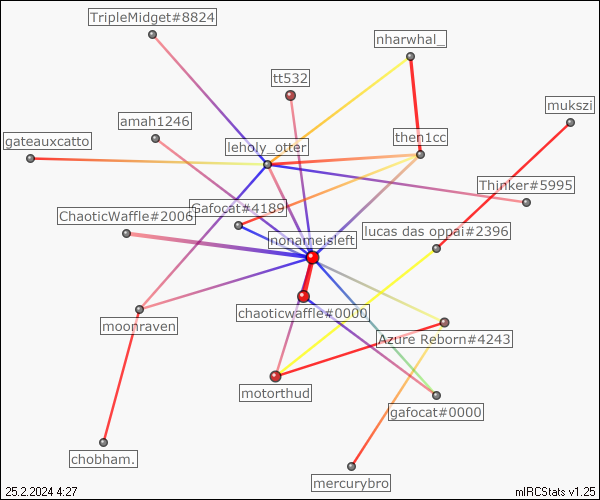 TripleMidget#8824
nharwhal_
tt532
mukszi
amah1246
then1cc
gateauxcatto
leholy_otter
Thinker#5995
Gafocat#4189
ChaoticWaffle#2006
lucas das oppai#2396
nonameisleft
chaoticwaffle#0000
moonraven
Azure Reborn#4243
motorthud
gafocat#0000
chobham.
mercurybro
25.2.2024 4:27
mIRCStats v1.25